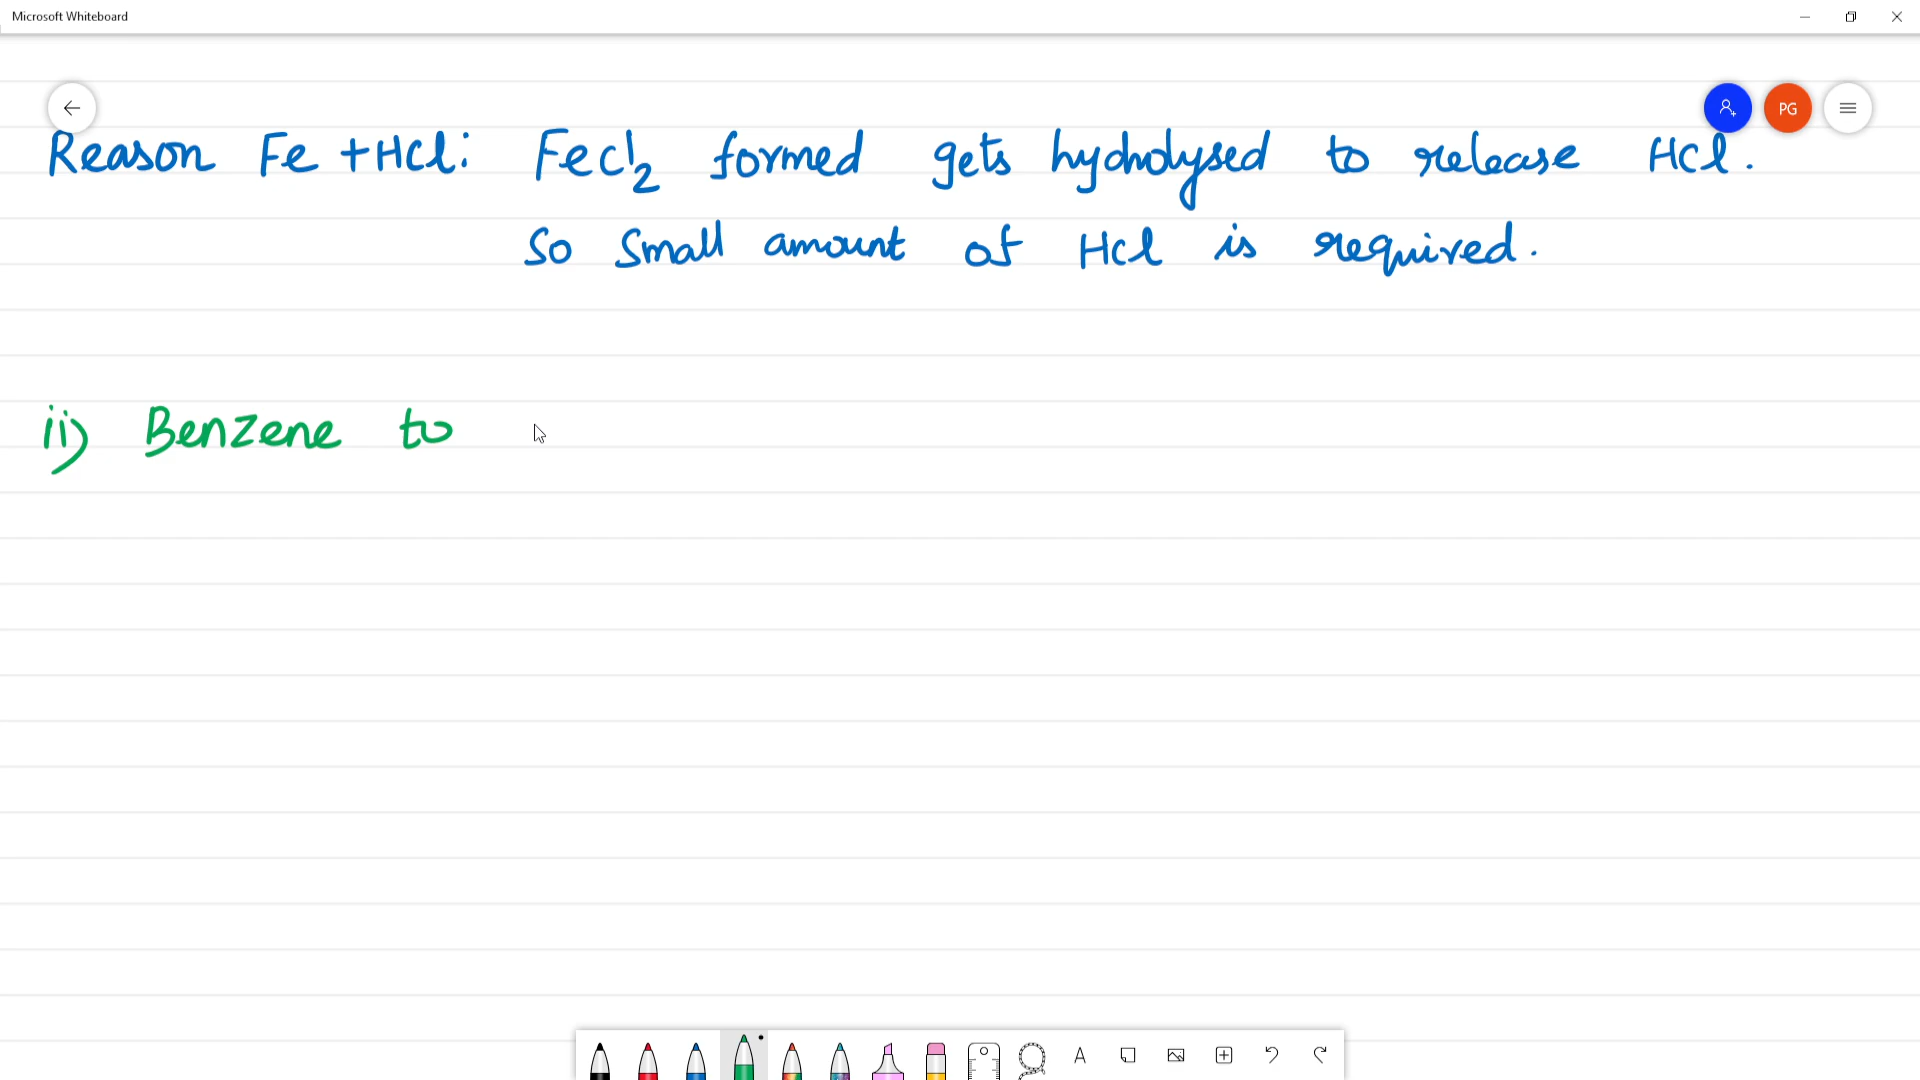 Microsoft Whiteboard
PG
Reason Fe +HCl: FeCl2 formed gets hydrolysed to release HCl.
So small amount of HCl is required.
ii) Benzene to
A